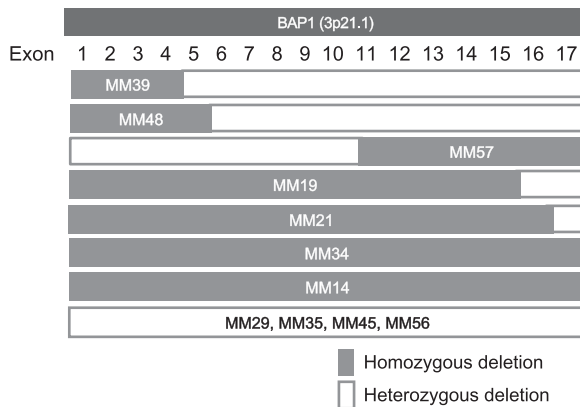 BAP1 (3p21.1)
Exon 1 2 3 4 5 6 7 8 9 10 11 12 13 14 15 16 17
MM39
MM48
MM57
MM19
MM21
MM34
MM14
MM29, MM35, MM45, MM56
Homozygous deletion
Heterozygous deletion